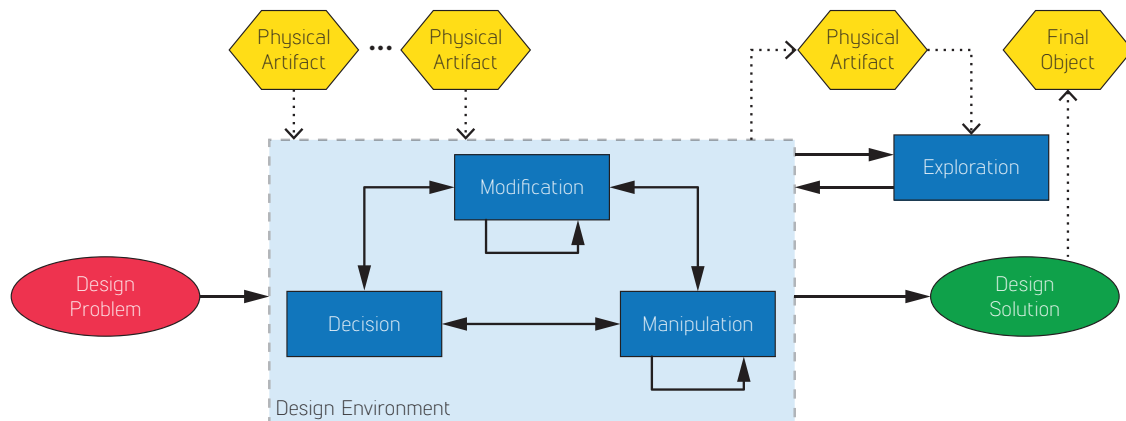 Physical
Artifact
•••
Physical
Artifact
Physical
Artifact
Final
Object
Modification
Exploration
Design
Problem
Decision
Manipulation
Design
Solution
Design Environment